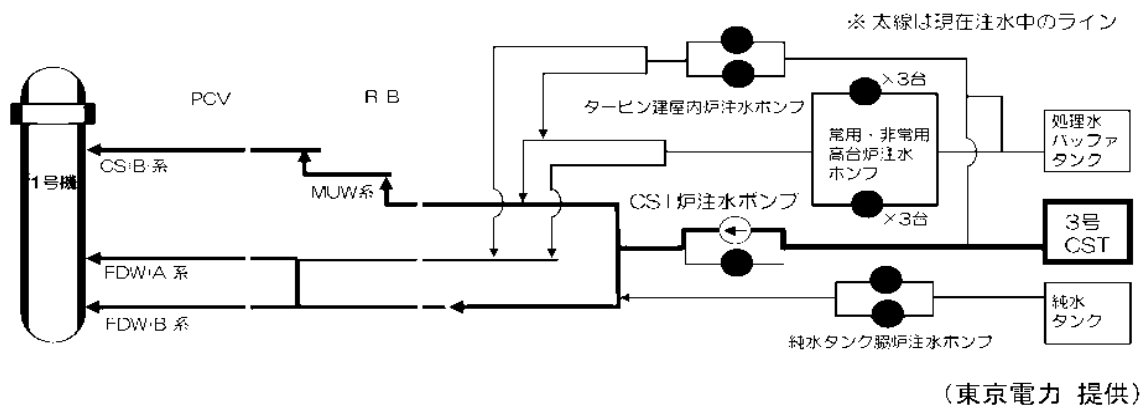 ※ 太線は現在注水中のライン
PCV
R B
×3台
タービン建屋内炉注水ポンプ
処理水
バッファ
タンク
常用・非常用
高台炉注水
ポンプ
CS・B・系
1号機
MUW系
CST炉注水ポンプ
×3台
3号
CST
FDW・A 系
FDW・B 系
純水
タンク
純水タンク脇炉注水ポンプ
(東京電力 提供)